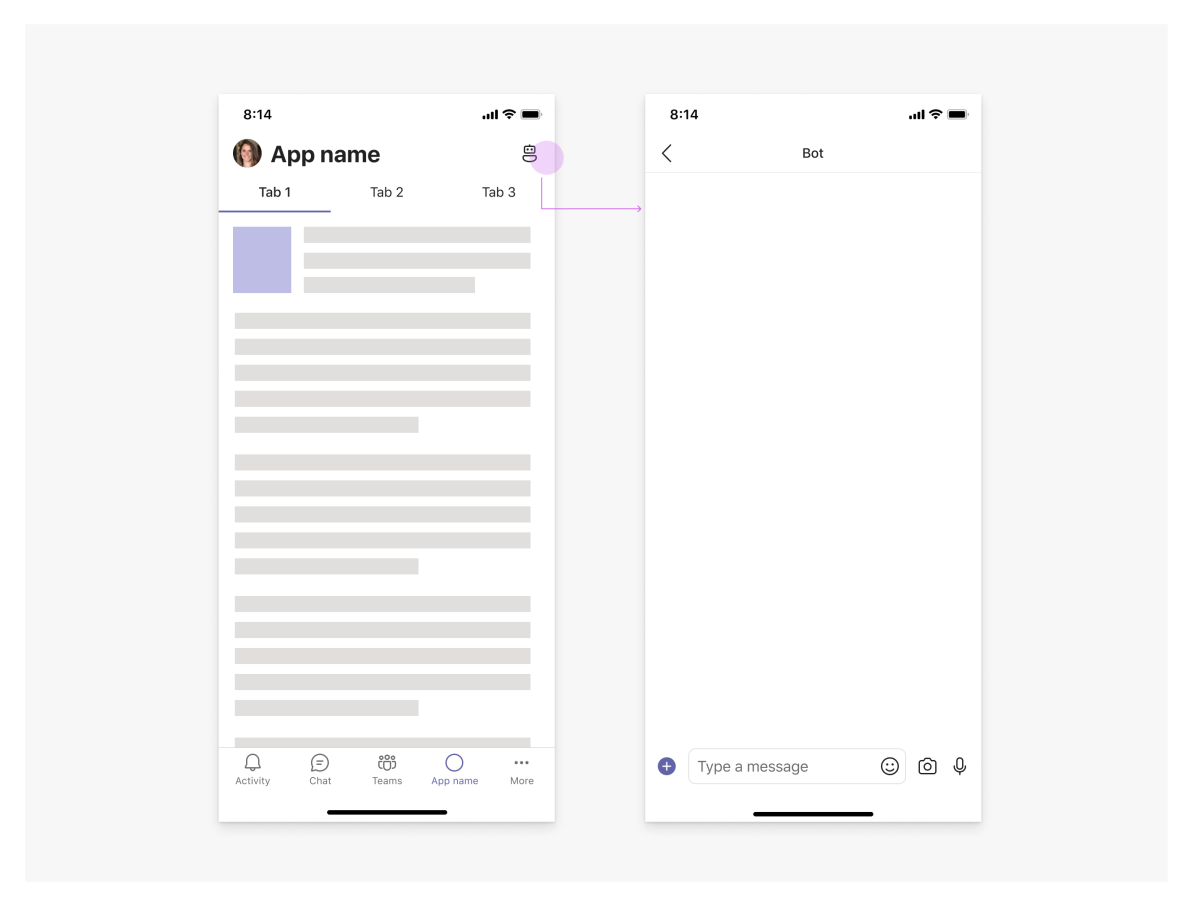 8:14
App name
Tab 1 Tab 2 Tab 3
Activity Chat Teams App name More
8:14
Bot
Type a message